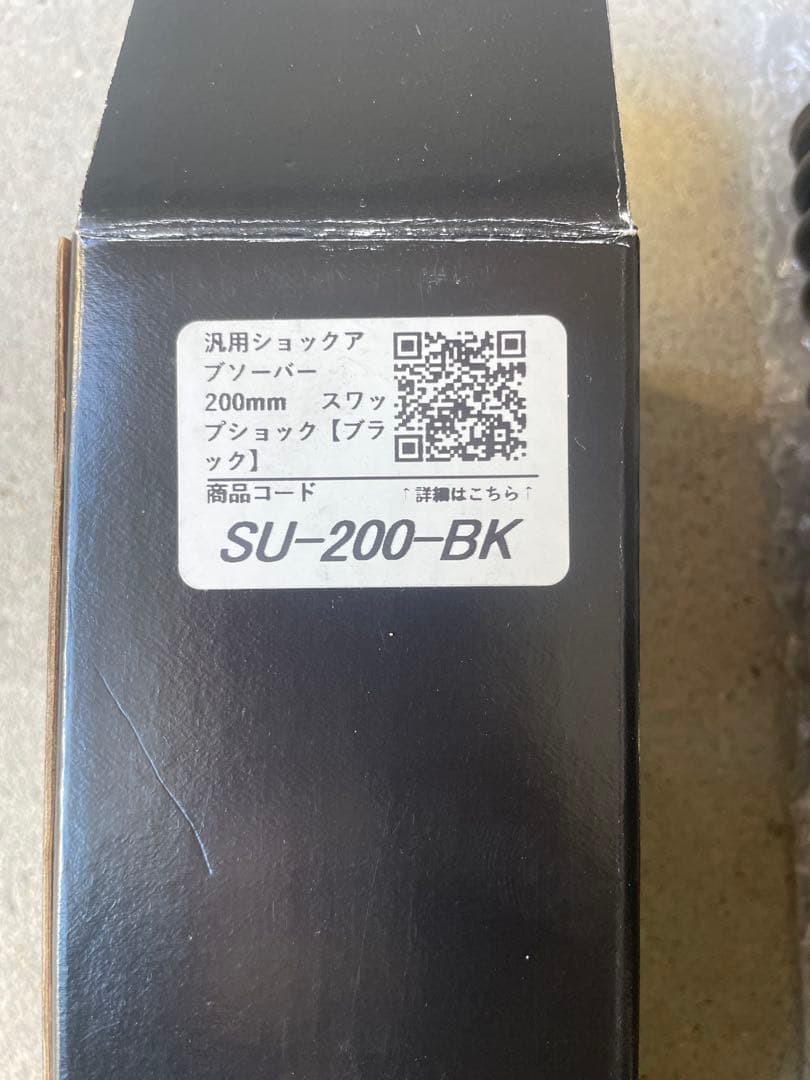 汎用ショックア
ブソーバー
200mm　スワッ
プショック【ブラ
ック】
商品コード
↑詳細はこちら↑
SU-200-BK